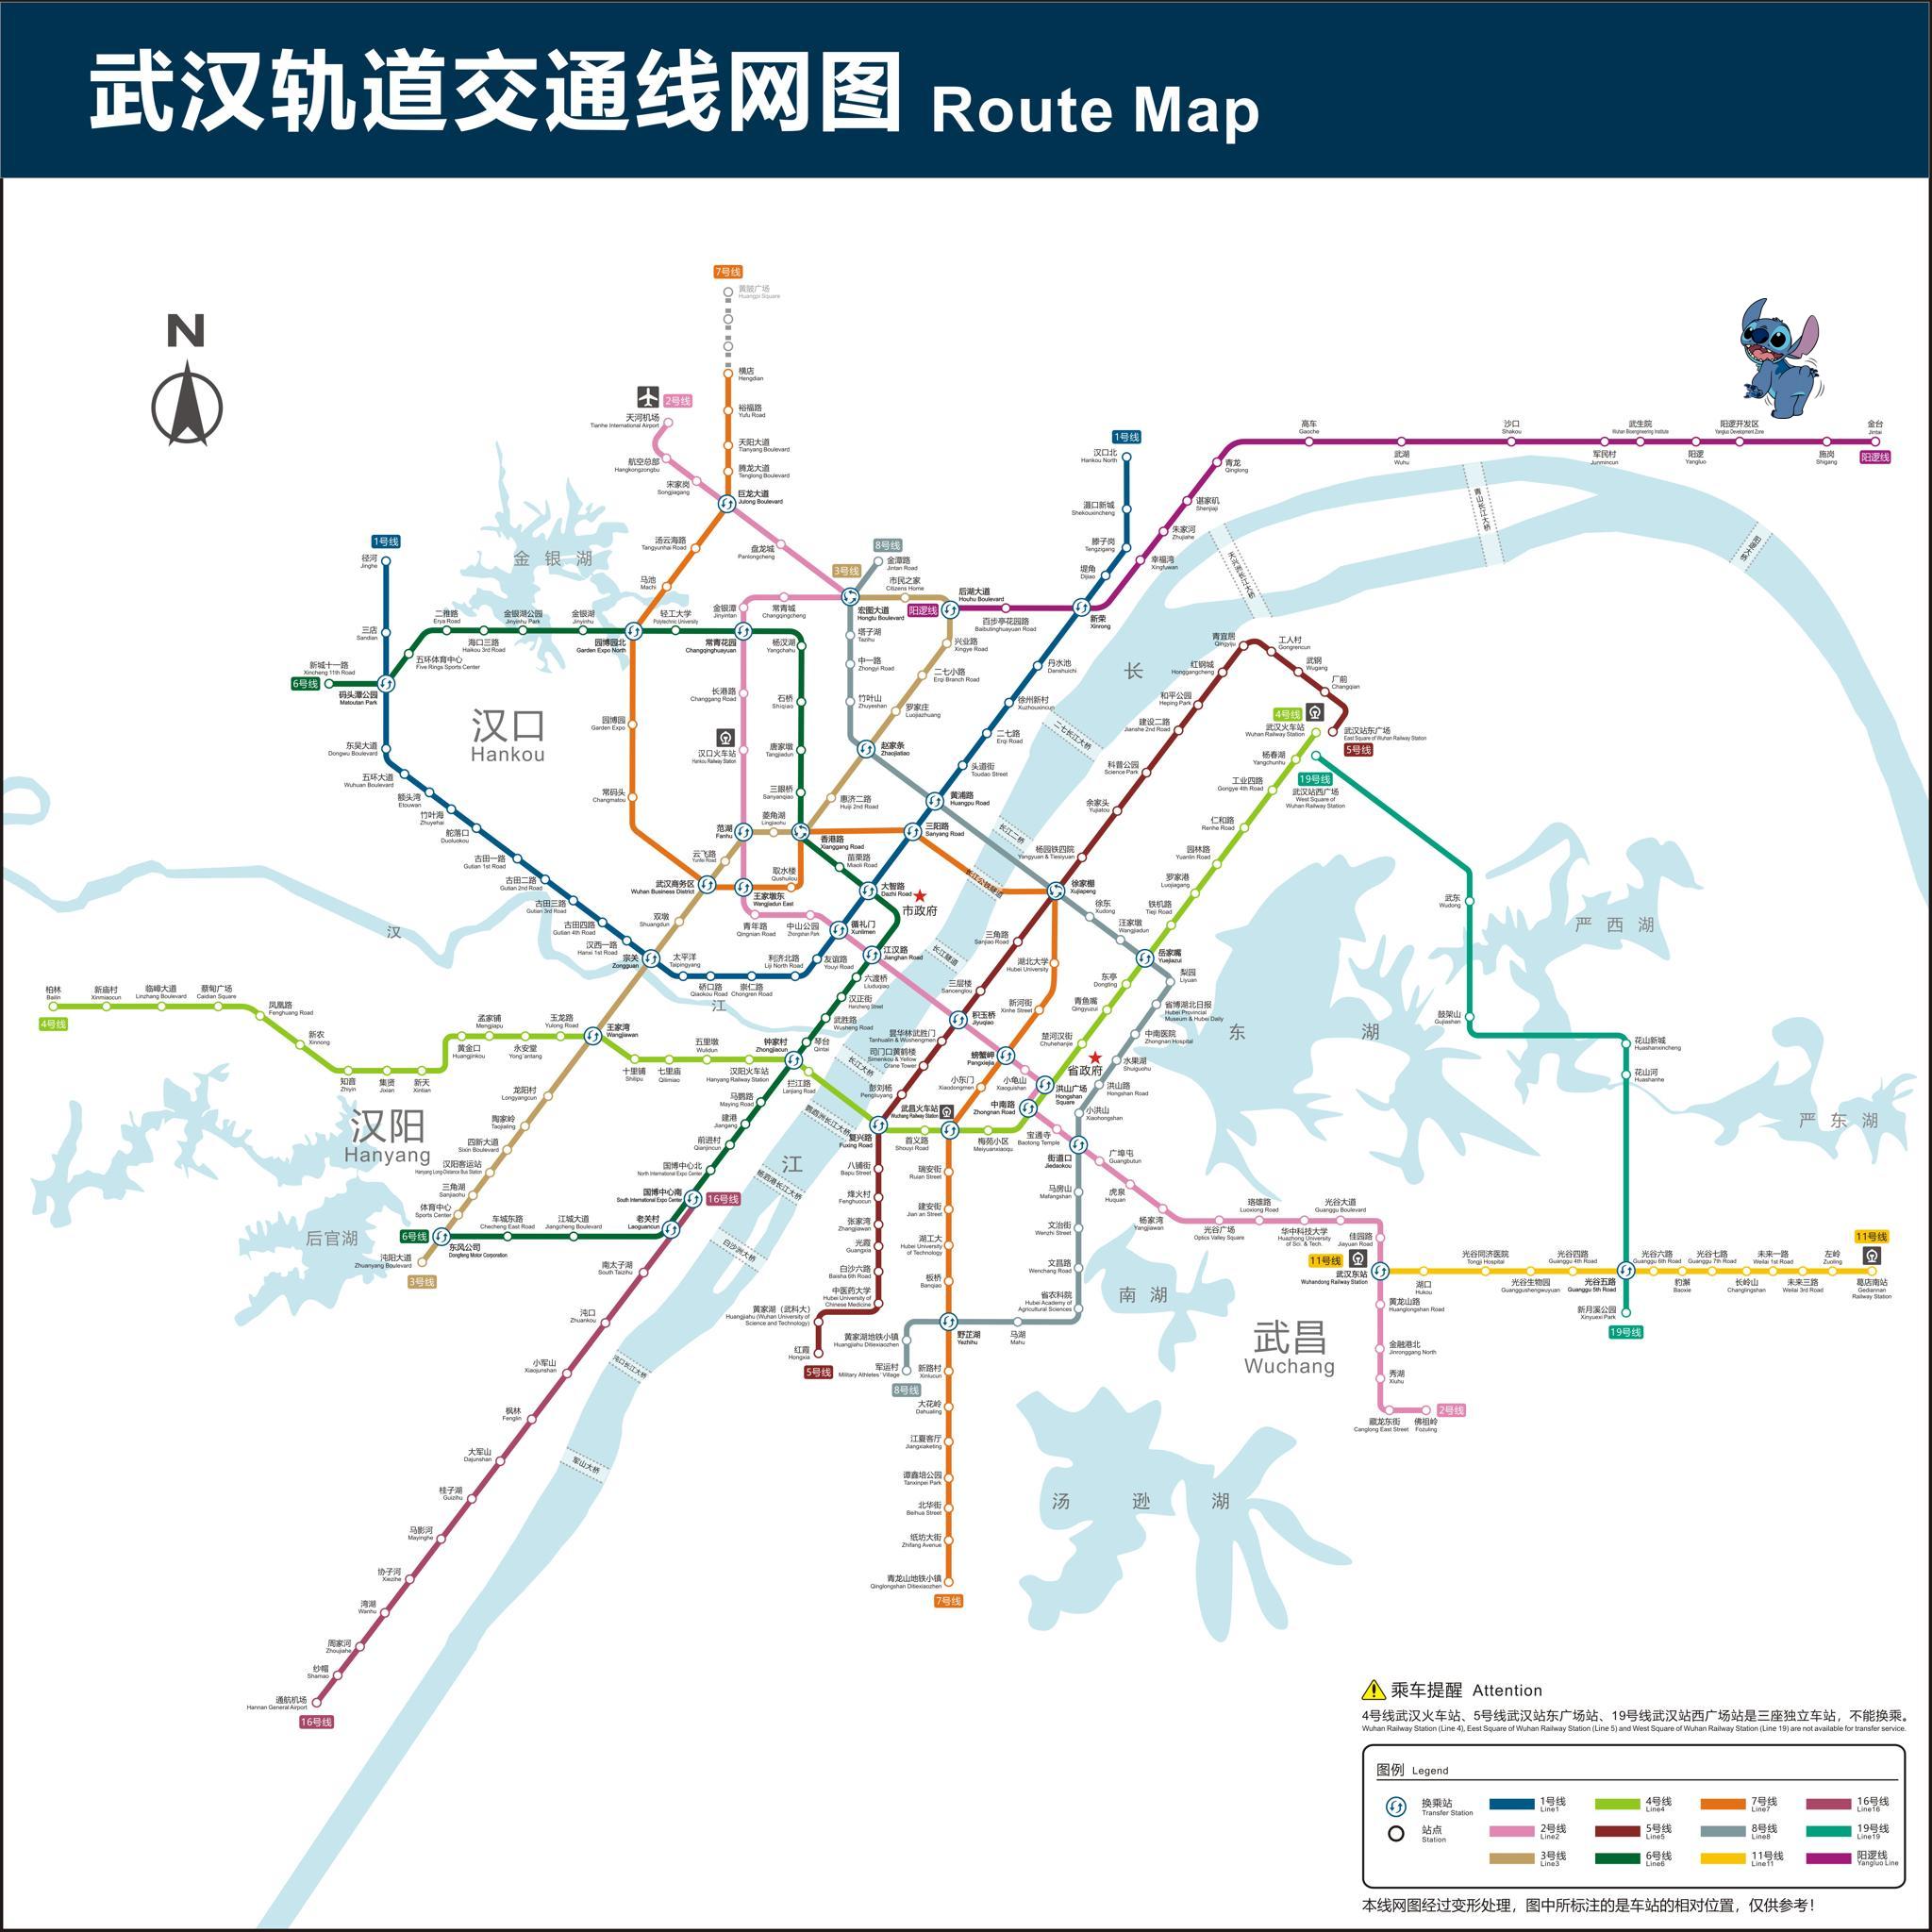 武汉轨道交通线网图 Route Map
N
7号线
黄陂广场
Huangpi Square
横店
Hengdian
裕福路
Yufu Road
天阳大道
Tianyang Boulevard
腾龙大道
Tenglong Boulevard
巨龙大道
Julong Boulevard
2号线
天河机场
Tianhe International Airport
航空总部
Hangkongzongbu
宋家岗
Songjiagang
盘龙城
Panlongcheng
汤云海路
Tangyunhai Road
马池
Machi
1号线
汉口北
Hankou North
滠口新城
Shekouxincheng
滕子岗
Tengzigang
堤角
Dijiao
新荣
Xinrong
高车
Gaoche
武湖
Wuhu
沙口
Shakou
军民村
Junmincun
武生院
Wuhan Bioengineering Institute
阳逻
Yangluo
阳逻开发区
Yangluo Development Zone
施岗
Shigang
金台
Jintai
阳逻线
青龙
Qinglong
谌家矶
Shenjiaji
朱家河
Zhujiahe
幸福湾
Xingfuwan
1号线
径河
Jinghe
三店
Sandian
金银湖
8号线
金潭路
Jintan Road
3号线
市民之家
Citizens Home
宏图大道
Hongtu Boulevard
阳逻线
后湖大道
Houhu Boulevard
百步亭花园路
Baibutinghuayuan Road
二雅路
Erya Road
海口三路
Haikou 3rd Road
金银湖公园
Jinyinhu Park
金银湖
Jinyinhu
园博园北
Garden Expo North
轻工大学
Polytechnic University
金银潭
Jinyintan
常青城
Changqingcheng
常青花园
Changqinghuayuan
杨汊湖
Yangchahu
五环体育中心
Five Rings Sports Center
新城十一路
Xincheng 11th Road
6号线
码头潭公园
Matoutan Park
塔子湖
Tazihu
中一路
Zhongyi Road
竹叶山
Zhuyeshan
兴业路
Xingye Road
二七小路
Erqi Branch Road
罗家庄
Luojiazhuang
赵家条
Zhaojiatiao
丹水池
Danshuichi
徐州新村
Xuzhouxincun
二七路
Erqi Road
头道街
Toudao Street
黄浦路
Huangpu Road
三阳路
Sanyang Road
长港路
Changgang Road
石桥
Shiqiao
汉口火车站
Hankou Railway Station
唐家墩
Tangjiadun
三眼桥
Sanyanqiao
惠济二路
Huiji 2nd Road
园博园
Garden Expo
常码头
Changmatou
汉口
Hankou
东吴大道
Dongwu Boulevard
五环大道
Wuhuan Boulevard
额头湾
Etouwan
竹叶海
Zhuyehai
舵落口
Duoluokou
古田一路
Gutian 1st Road
古田二路
Gutian 2nd Road
古田三路
Gutian 3rd Road
古田四路
Gutian 4th Road
汉西一路
Hanxi 1st Road
宗关
Zongguan
范湖
Fanhu
菱角湖
Lingjiaohu
香港路
Xianggang Road
云飞路
Yunfei Road
武汉商务区
Wuhan Business District
取水楼
Qushuilou
王家墩东
Wangjiadun East
苗栗路
Miaoli Road
大智路
Dazhi Road
市政府
双墩
Shuangdun
青年路
Qingnian Road
中山公园
Zhongshan Park
循礼门
Xunlimen
太平洋
Taipingyang
硚口路
Qiaokou Road
崇仁路
Chongren Road
利济北路
Liji North Road
友谊路
Youyi Road
江汉路
Jianghan Road
六渡桥
Liuduqiao
汉正街
Hanzheng Street
武胜路
Wusheng Road
琴台
Qintai
汉
江
长
江
青宜居
Qingyiju
工人村
Gongrencun
武钢
Wugang
厂前
Changqian
武汉站东广场
East Square of Wuhan Railway Station
5号线
红钢城
Honggangcheng
和平公园
Heping Park
建设二路
Jianshe 2nd Road
科普公园
Science Park
余家头
Yujiatou
杨园铁四院
Yangyuan & Tiesiyuan
徐家棚
Xujiapeng
4号线
武汉火车站
Wuhan Railway Station
杨春湖
Yangchunhu
工业四路
Gongye 4th Road
仁和路
Renhe Road
园林路
Yuanlin Road
罗家港
Luojiagang
铁机路
Tieji Road
岳家嘴
Yuejiazui
19号线
武汉站西广场
West Square of
Wuhan Railway Station
武东
Wudong
鼓架山
Gujiashan
花山新城
Huashanxincheng
花山河
Huashanhe
严西湖
严东湖
东湖
天兴洲长江大桥
青山长江大桥
阳逻大桥
二七长江大桥
长江二桥
长江公铁隧道
长江隧道
长江大桥
鹦鹉洲长江大桥
杨泗港长江大桥
白沙洲大桥
沌口长江大桥
军山大桥
徐东
Xudong
汪家墩
Wangjiadun
梨园
Liyuan
省博湖北日报
Hubei Provincial
Museum & Hubei Daily
中南医院
Zhongnan Hospital
水果湖
Shuiguohu
洪山路
Hongshan Road
小洪山
Xiaohongshan
东亭
Dongting
青鱼嘴
Qingyuzui
楚河汉街
Chuhehanjie
省政府
洪山广场
Hongshan
Square
中南路
Zhongnan Road
三角路
Sanjiao Road
三层楼
Sancenglou
积玉桥
Jiyuqiao
湖北大学
Hubei University
新河街
Xinhe Street
螃蟹岬
Pangxiejia
小龟山
Xiaoguishan
小东门
Xiaodongmen
昙华林武胜门
Tanhualin & Wushengmen
司门口黄鹤楼
Simenkou & Yellow
Crane Tower
彭刘杨
Pengliuyang
复兴路
Fuxing Road
武昌火车站
Wuchang Railway Station
首义路
Shouyi Road
梅苑小区
Meiyuanxiaoqu
宝通寺
Baotong Temple
街道口
Jiedaokou
广埠屯
Guangbutun
虎泉
Huquan
杨家湾
Yangjiawan
光谷广场
Optics Valley Square
珞雄路
Luoxiong Road
华中科技大学
Huazhong University
of Sci. & Tech.
光谷大道
Guanggu Boulevard
佳园路
Jiayuan Road
11号线
武汉东站
Wuhandong Railway Station
湖口
Hukou
光谷同济医院
Tongji Hospital
光谷生物园
Guanggushengwuyuan
光谷四路
Guanggu 4th Road
光谷五路
Guanggu 5th Road
光谷六路
Guanggu 6th Road
豹澥
Baoxie
光谷七路
Guanggu 7th Road
长岭山
Changlingshan
未来一路
Weilai 1st Road
未来三路
Weilai 3rd Road
左岭
Zuoling
葛店南站
Gediannan
Railway Station
11号线
新月溪公园
Xinyuexi Park
19号线
黄龙山路
Huanglongshan Road
金融港北
Jinronggang North
秀湖
Xiuhu
藏龙东街
Canglong East Street
佛祖岭
Fozuling
2号线
柏林
Bailin
4号线
新庙村
Xinmiaocun
临嶂大道
Linzhang Boulevard
蔡甸广场
Caidian Square
凤凰路
Fenghuang Road
新农
Xinnong
知音
Zhiyin
集贤
Jixian
新天
Xintian
黄金口
Huangjinkou
孟家铺
Mengjiapu
永安堂
Yong'antang
玉龙路
Yulong Road
王家湾
Wangjiawan
十里铺
Shilipu
七里庙
Qilimiao
五里墩
Wulidun
汉阳火车站
Hanyang Railway Station
钟家村
Zhongjiacun
拦江路
Lanjiang Road
汉阳
Hanyang
后官湖
龙阳村
Longyangcun
陶家岭
Taojialing
四新大道
Sixin Boulevard
汉阳客运站
Hanyang Long-Distance Bus Station
三角湖
Sanjiaohu
体育中心
Sports Center
6号线
东风公司
Dongfeng Motor Corporation
沌阳大道
Zhuanyang Boulevard
3号线
车城东路
Checheng East Road
江城大道
Jiangcheng Boulevard
老关村
Laoguancun
国博中心南
South International Expo Center
16号线
国博中心北
North International Expo Center
前进村
Qianjincun
建港
Jiangang
马鹦路
Maying Road
南太子湖
South Taizihu
沌口
Zhuankou
小军山
Xiaojunshan
枫林
Fenglin
大军山
Dajunshan
桂子湖
Guizihu
马影河
Mayinghe
协子河
Xiezihe
湾湖
Wanhu
周家河
Zhoujiahe
纱帽
Shamao
通航机场
Hannan General Airport
16号线
八铺街
Bapu Street
烽火村
Fenghuocun
张家湾
Zhangjiawan
光霞
Guangxia
白沙六路
Baisha 6th Road
中医药大学
Hubei University of
Chinese Medicine
黄家湖（武科大）
Huangjiahu (Wuhan University of
Science and Technology)
红霞
Hongxia
5号线
瑞安街
Ruian Street
建安街
Jian'an Street
湖工大
Hubei University
of Technology
板桥
Banqiao
野芷湖
Yezhihu
马湖
Mahu
黄家湖地铁小镇
Huangjiahu Ditiexiaozhen
军运村
Military Athletes' Village
8号线
马房山
Mafangshan
文治街
Wenzhi Street
文昌路
Wenchang Road
省农科院
Hubei Academy of
Agricultural Sciences
新路村
Xinlucun
大花岭
Dahualing
江夏客厅
Jiangxiaketing
谭鑫培公园
Tanxinpei Park
北华街
Beihua Street
纸坊大街
Zhifang Avenue
青龙山地铁小镇
Qinglongshan Ditiexiaozhen
7号线
南湖
武昌
Wuchang
汤逊湖
乘车提醒 Attention
4号线武汉火车站、5号线武汉站东广场站、19号线武汉站西广场站是三座独立车站，不能换乘。
Wuhan Railway Station (Line 4), East Square of Wuhan Railway Station (Line 5) and West Square of Wuhan Railway Station (Line 19) are not available for transfer service.
图例 Legend
换乘站
Transfer Station
站点
Station
1号线
Line1
2号线
Line2
3号线
Line3
4号线
Line4
5号线
Line5
6号线
Line6
7号线
Line7
8号线
Line8
11号线
Line11
16号线
Line16
19号线
Line19
阳逻线
Yangluo Line
本线网图经过变形处理，图中所标注的是车站的相对位置，仅供参考！